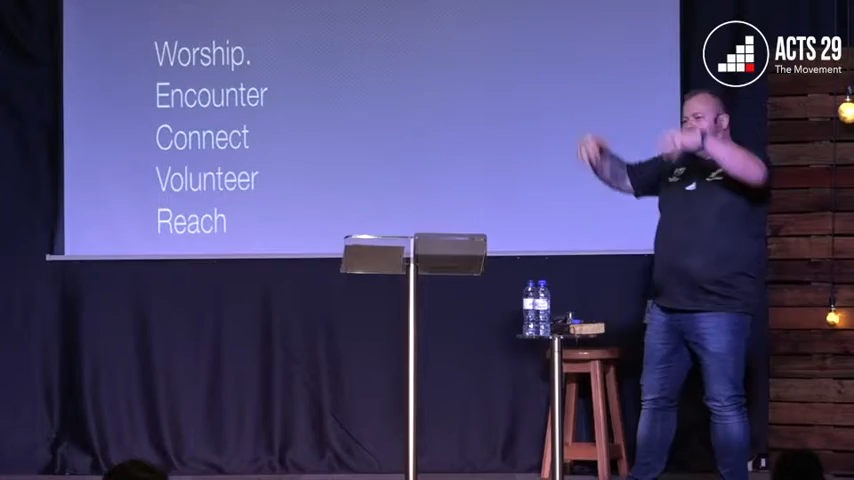 Worship.
Encounter
Connect
Volunteer
Reach
ACTS 29
The Movement